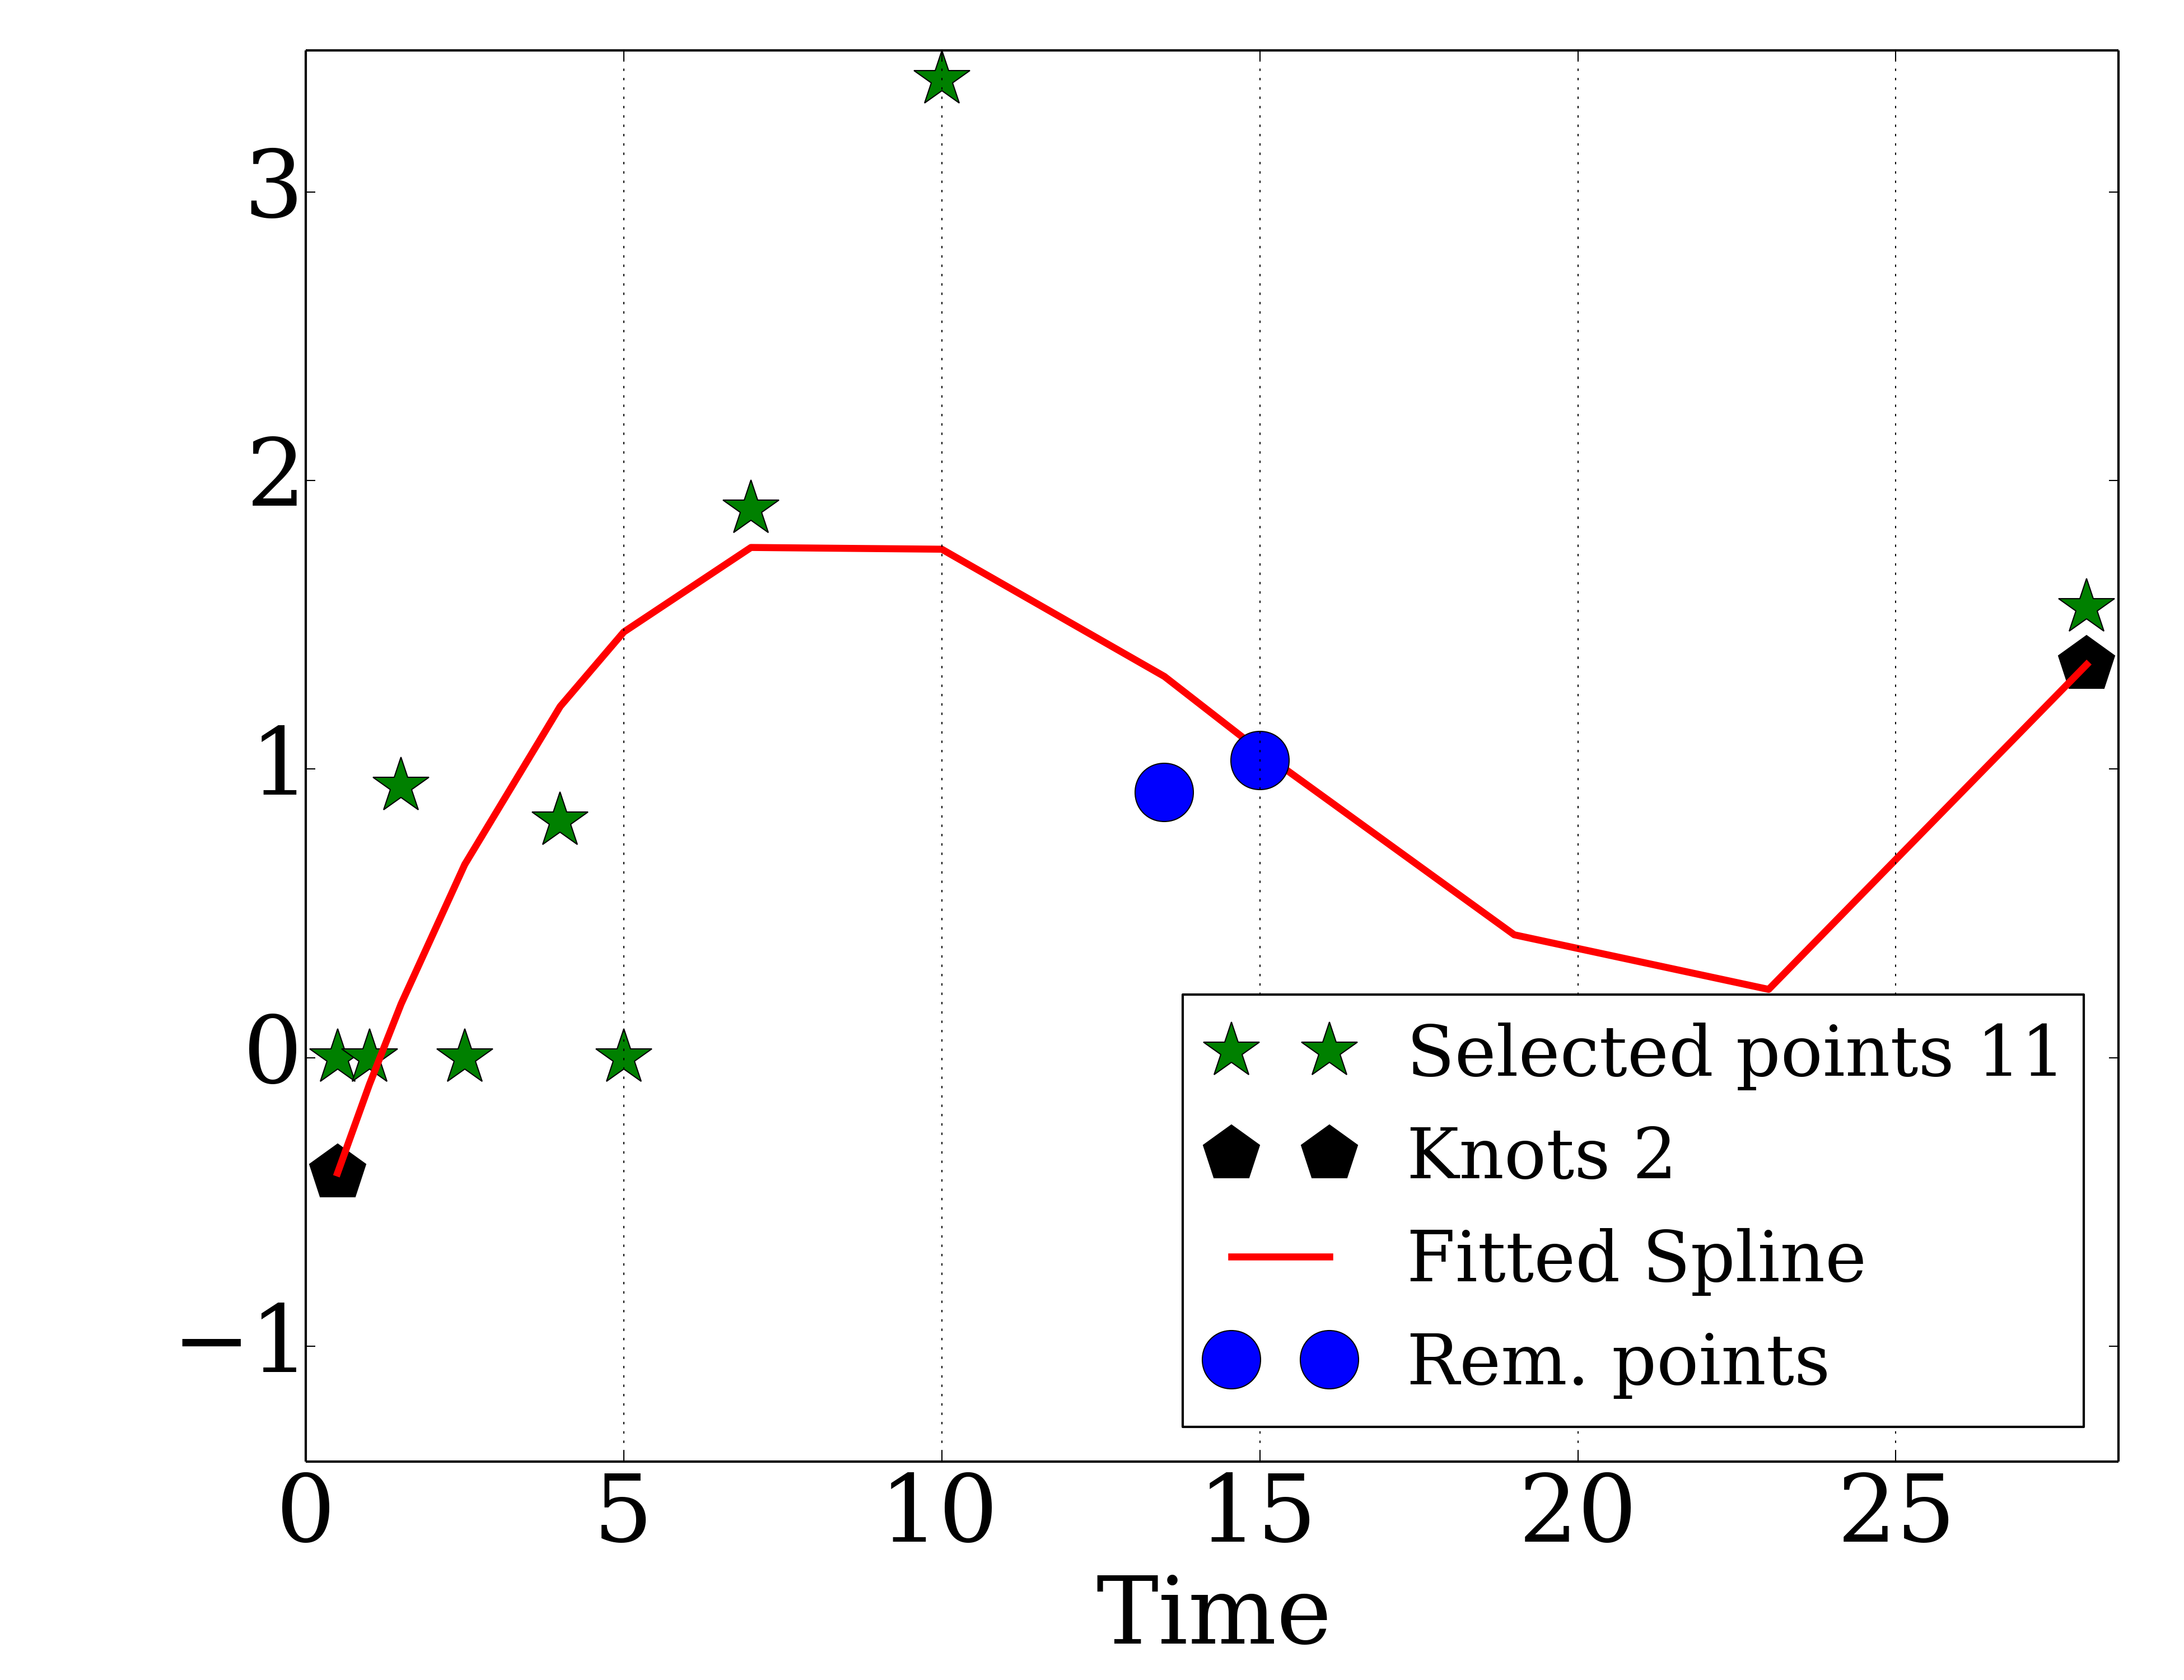 3
2
1
0
−1
Selected points 11
Knots 2
Fitted Spline
Rem. points
0 5 10 15 20 25
Time